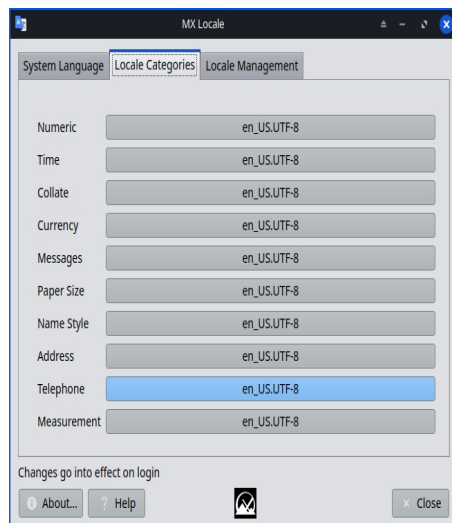 MX Locale
System Language Locale Categories Locale Management
Numeric en_US.UTF-8
Time en_US.UTF-8
Collate en_US.UTF-8
Currency en_US.UTF-8
Messages en_US.UTF-8
Paper Size en_US.UTF-8
Name Style en_US.UTF-8
Address en_US.UTF-8
Telephone en_US.UTF-8
Measurement en_US.UTF-8
Changes go into effect on login
About... ? Help × Close